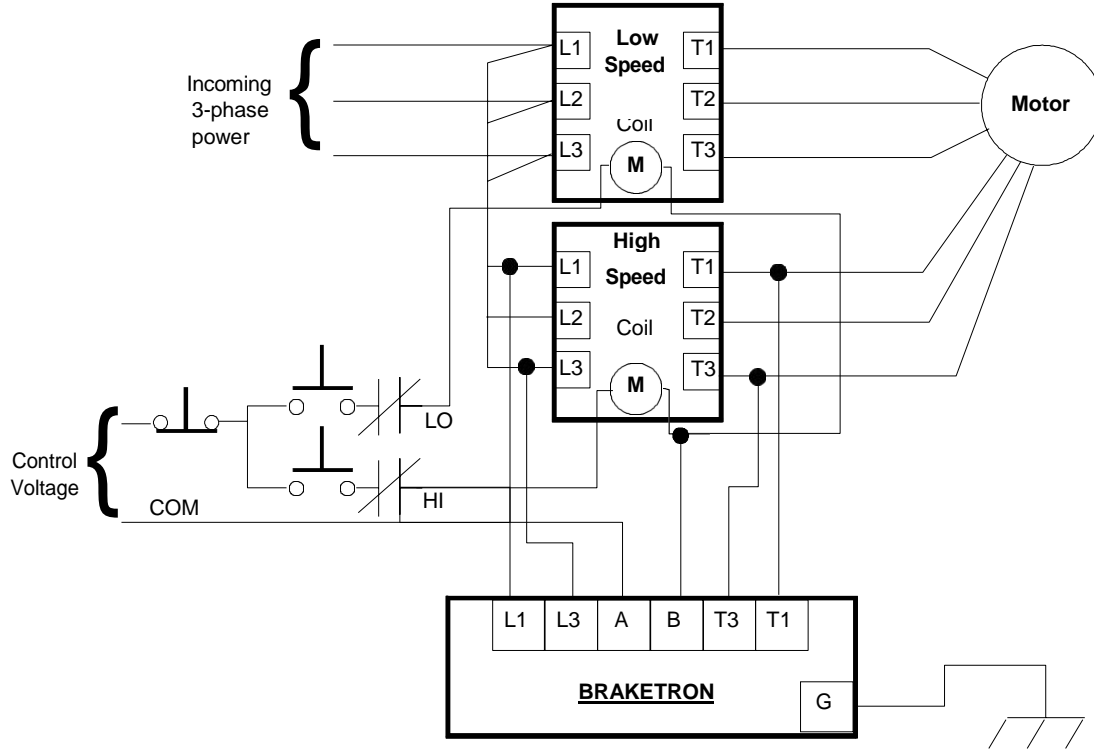 Incoming
3-phase
power
L1
L2
L3
Low
Speed
Coil
M
T1
T2
T3
Motor
High
Speed
L1
L2
L3
Coil
M
T1
T2
T3
Control
Voltage
LO
HI
COM
L1 L3 A B T3 T1
BRAKETRON
G